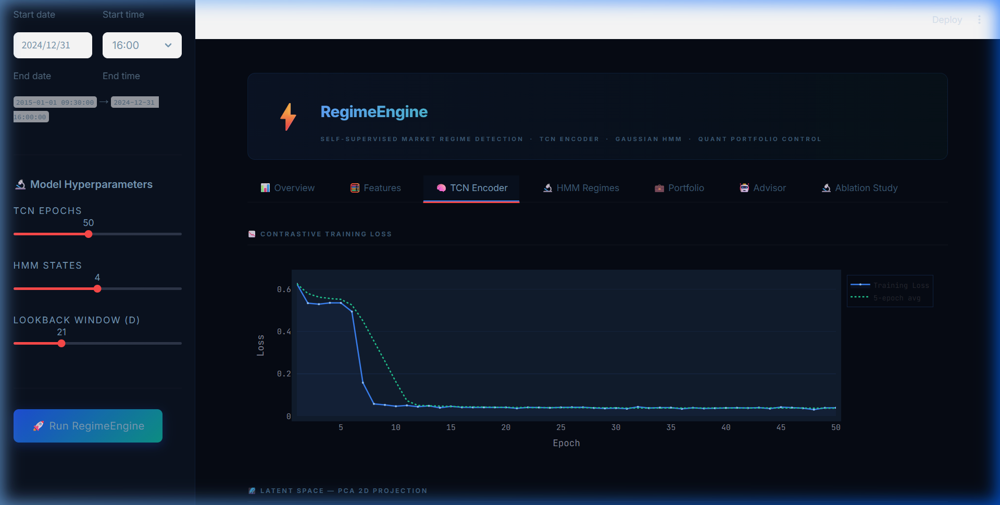 Start date
Start time
2024/12/31
16:00
End date
End time
2015-01-01 09:30:00 → 2024-12-31
16:00:00
Model Hyperparameters
TCN EPOCHS
50
HMM STATES
4
LOOKBACK WINDOW (D)
21
Run RegimeEngine
Deploy
RegimeEngine
SELF-SUPERVISED MARKET REGIME DETECTION · TCN ENCODER · GAUSSIAN HMM · QUANT PORTFOLIO CONTROL
Overview
Features
TCN Encoder
HMM Regimes
Portfolio
Advisor
Ablation Study
CONTRASTIVE TRAINING LOSS
Training Loss
5-epoch avg
Loss
0.6
0.4
0.2
0
5 10 15 20 25 30 35 40 45 50
Epoch
LATENT SPACE — PCA 2D PROJECTION